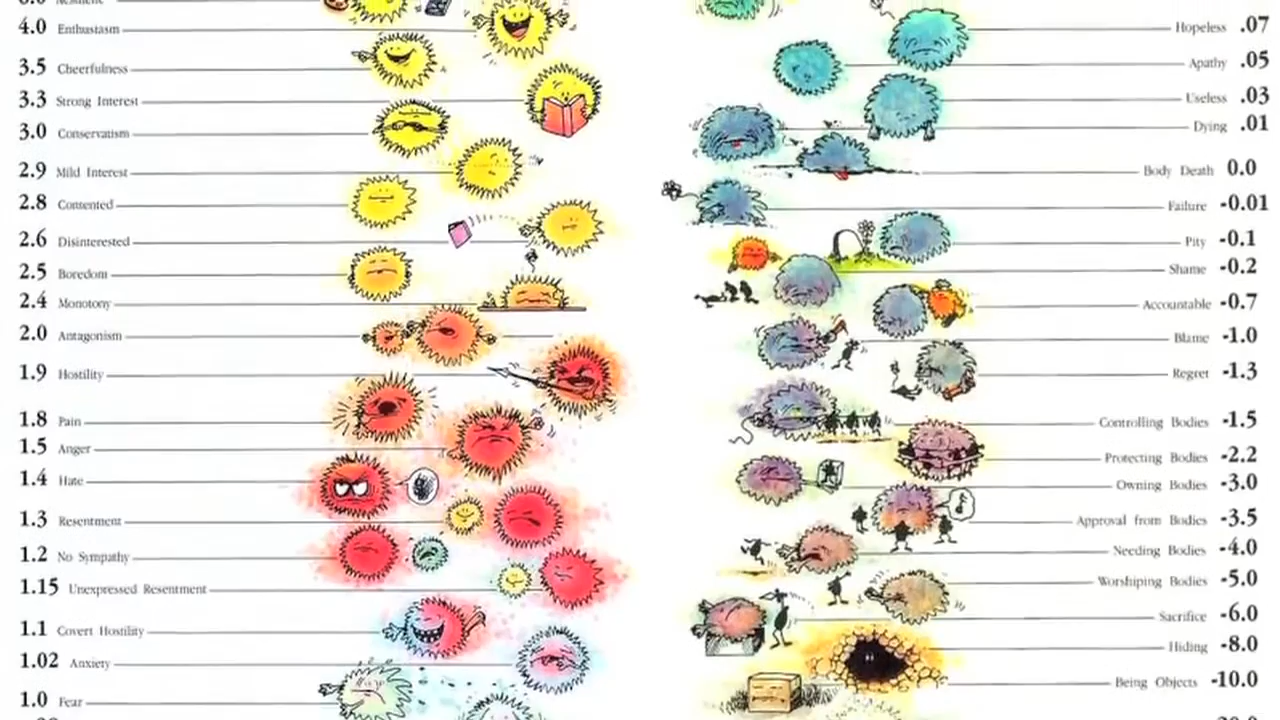 4.0 Enthusiasm
3.5 Cheerfulness
3.3 Strong Interest
3.0 Conservatism
2.9 Mild Interest
2.8 Contented
2.6 Disinterested
2.5 Boredom
2.4 Monotony
2.0 Antagonism
1.9 Hostility
1.8 Pain
1.5 Anger
1.4 Hate
1.3 Resentment
1.2 No Sympathy
1.15 Unexpressed Resentment
1.1 Covert Hostility
1.02 Anxiety
1.0 Fear
Hopeless .07
Apathy .05
Useless .03
Dying .01
Body Death 0.0
Failure -0.01
Pity -0.1
Shame -0.2
Accountable -0.7
Blame -1.0
Regret -1.3
Controlling Bodies -1.5
Protecting Bodies -2.2
Owning Bodies -3.0
Approval from Bodies -3.5
Needing Bodies -4.0
Worshiping Bodies -5.0
Sacrifice -6.0
Hiding -8.0
Being Objects -10.0